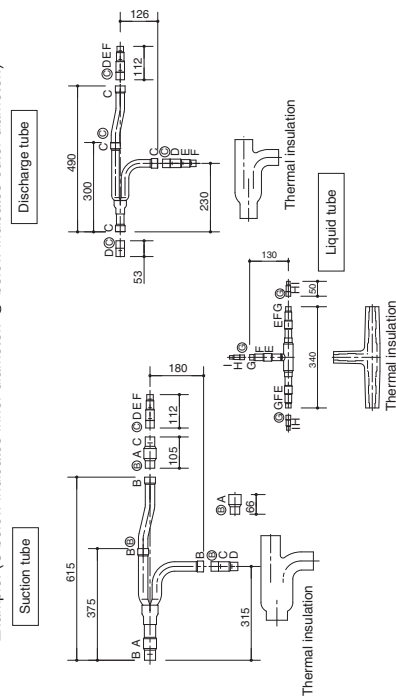 Suction tube
615
375
B A
B Ⓑ
B
Ⓑ A C
105
Ⓒ D E F
112
180
B
Ⓑ
C
D
Ⓑ A
66
315
Thermal insulation
Discharge tube
490
300
D Ⓒ
53
C
C Ⓒ
C
Ⓒ D E F
112
126
C
Ⓒ
D
E
F
230
Thermal insulation
Liquid tube
130
I
H Ⓖ
G
F
E
Ⓖ
I H
G F E
E F G
Ⓖ
H I
50
340
Thermal insulation